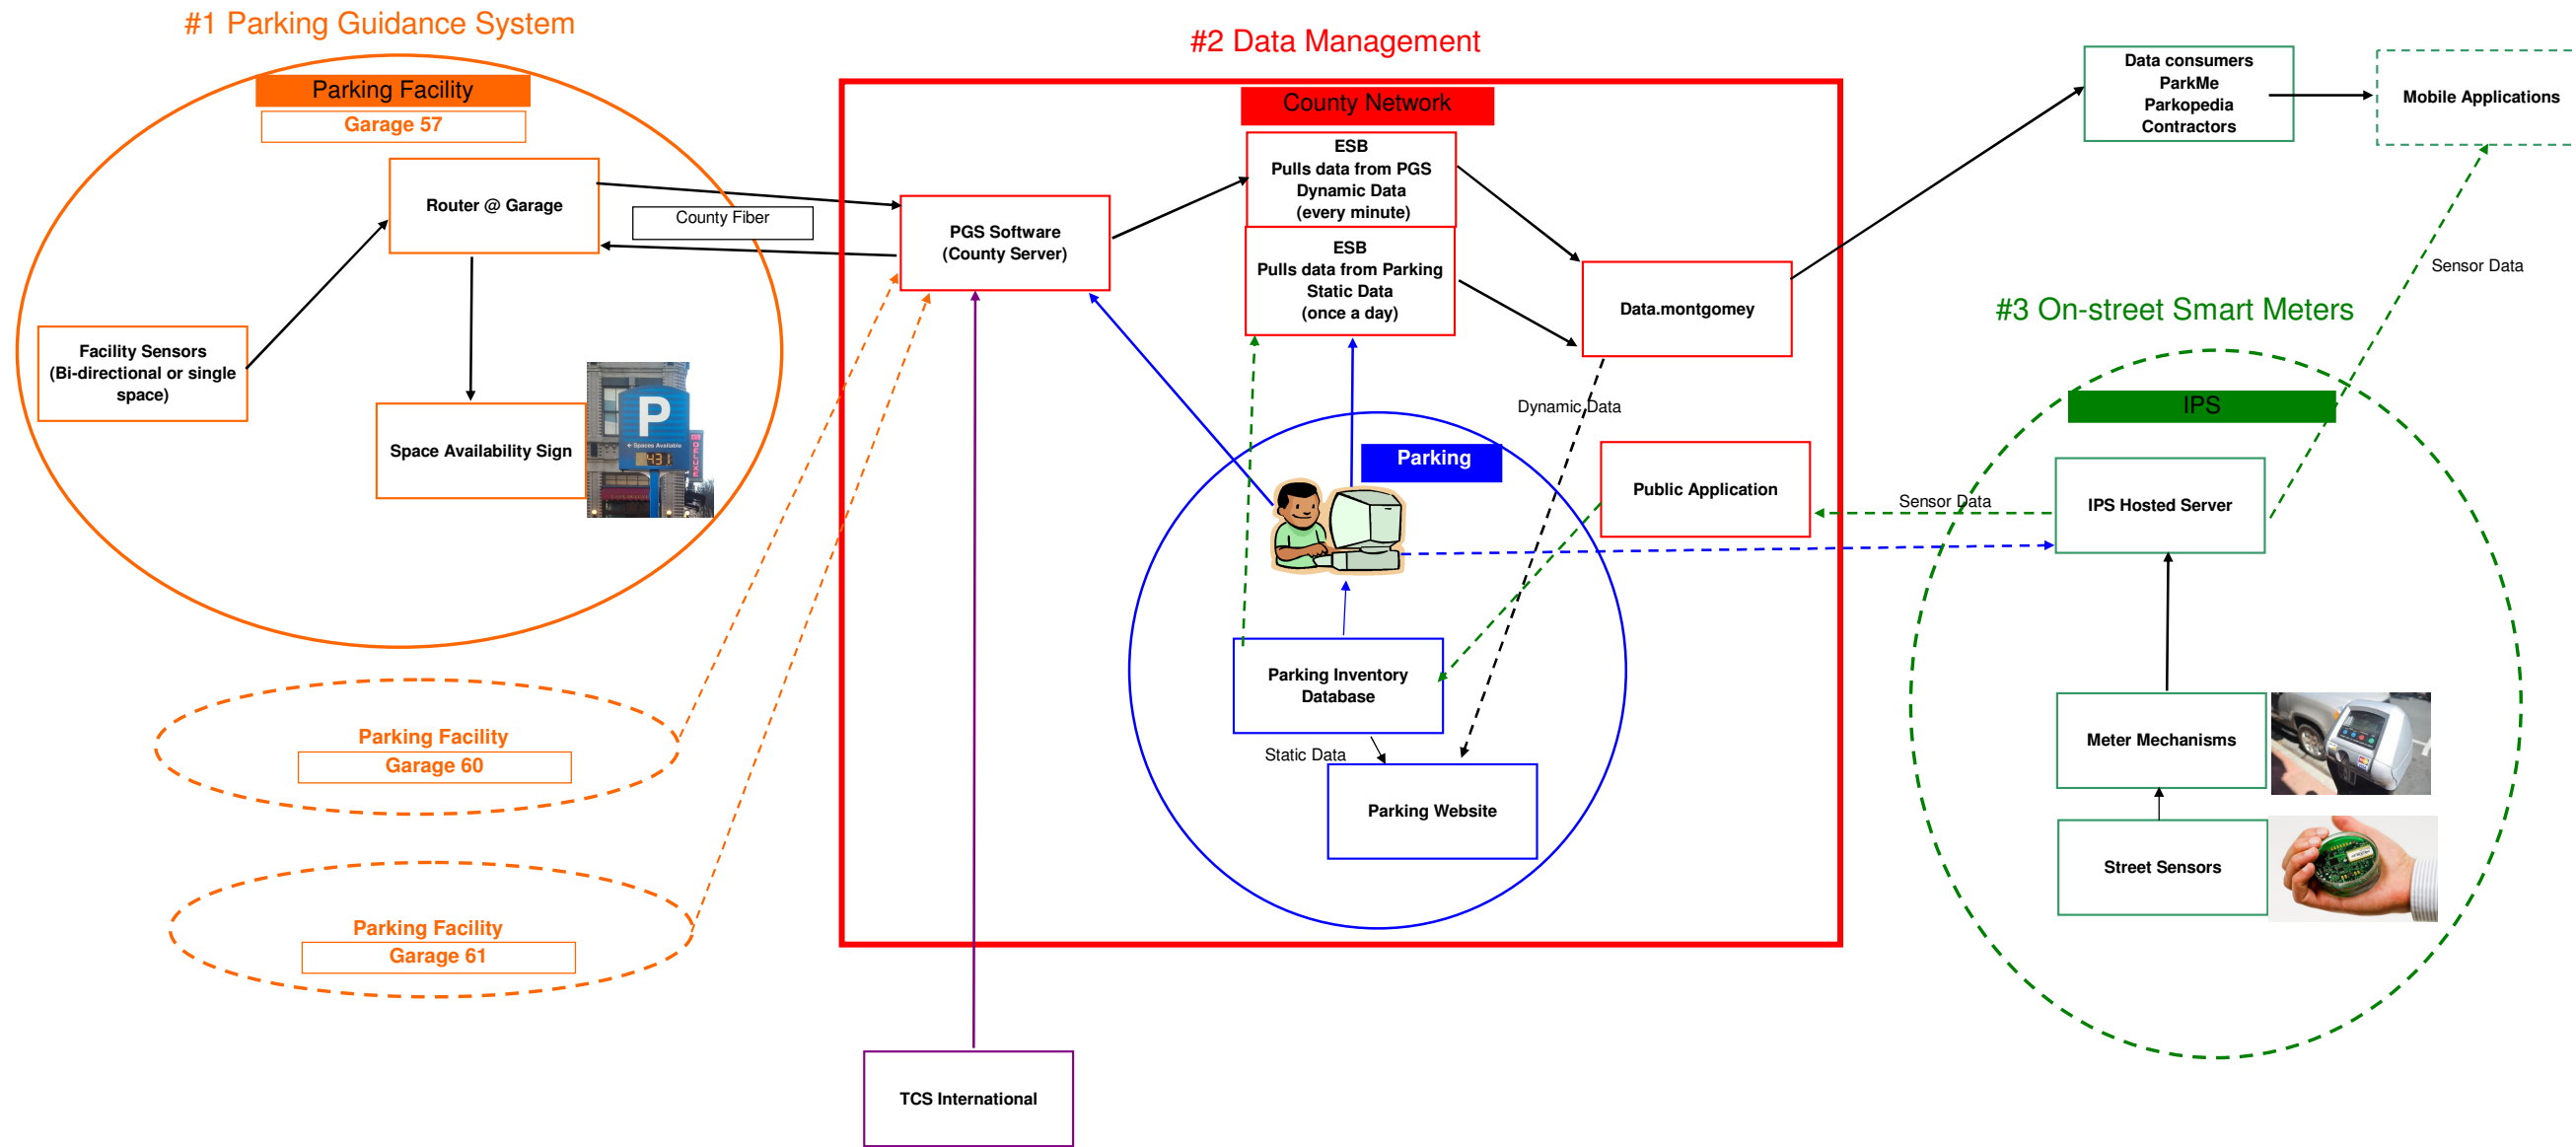 #1 Parking Guidance System
#2 Data Management
Parking Facility
Garage 57
Router @ Garage
County Fiber
Facility Sensors
(Bi-directional or single
space)
Space Availability Sign
P
Spaces Available
431
Parking Facility
Garage 60
Parking Facility
Garage 61
County Network
PGS Software
(County Server)
ESB
Pulls data from PGS
Dynamic Data
(every minute)
ESB
Pulls data from Parking
Static Data
(once a day)
Data.montgomey
Dynamic Data
Parking
Public Application
Parking Inventory
Database
Static Data
Parking Website
TCS International
Data consumers
ParkMe
Parkopedia
Contractors
Mobile Applications
Sensor Data
#3 On-street Smart Meters
IPS
Sensor Data
IPS Hosted Server
Meter Mechanisms
Street Sensors